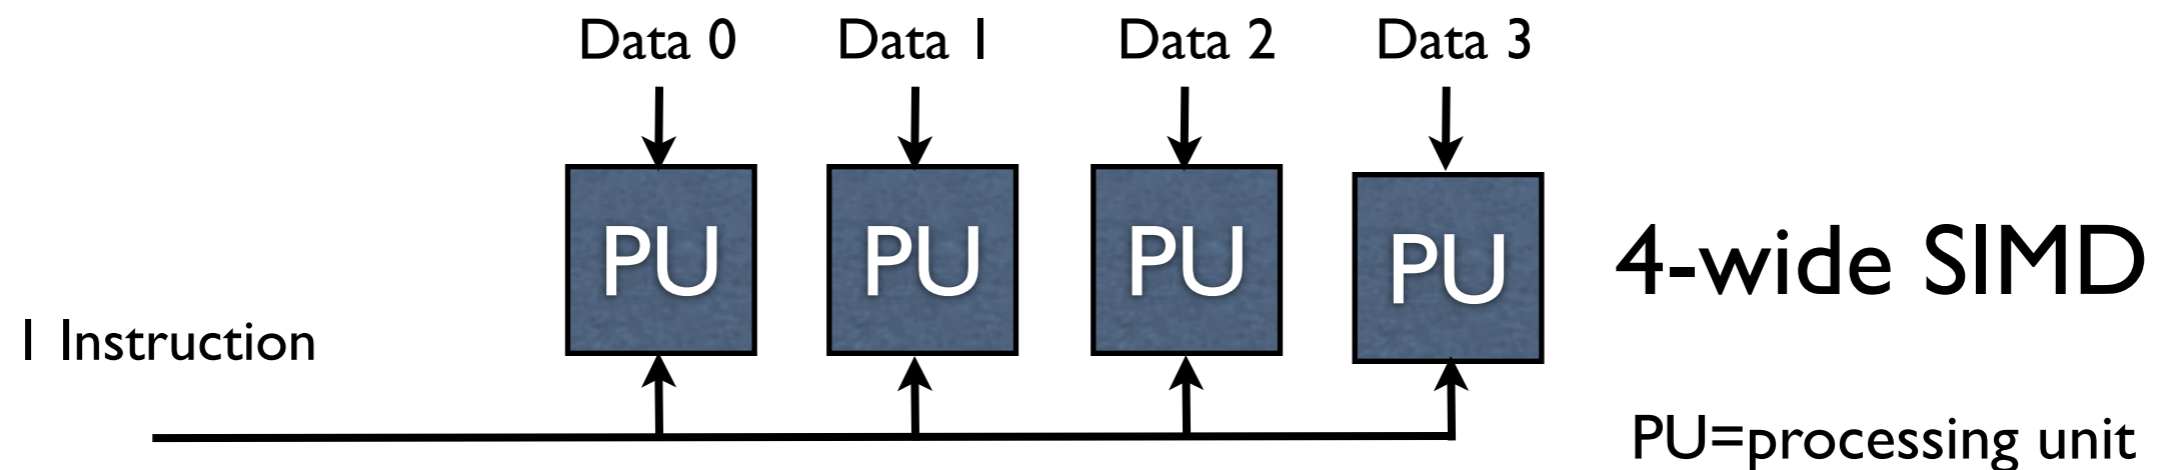 Data 0
Data 1
Data 2
Data 3
PU
PU
PU
PU
4-wide SIMD
1 Instruction
PU=processing unit